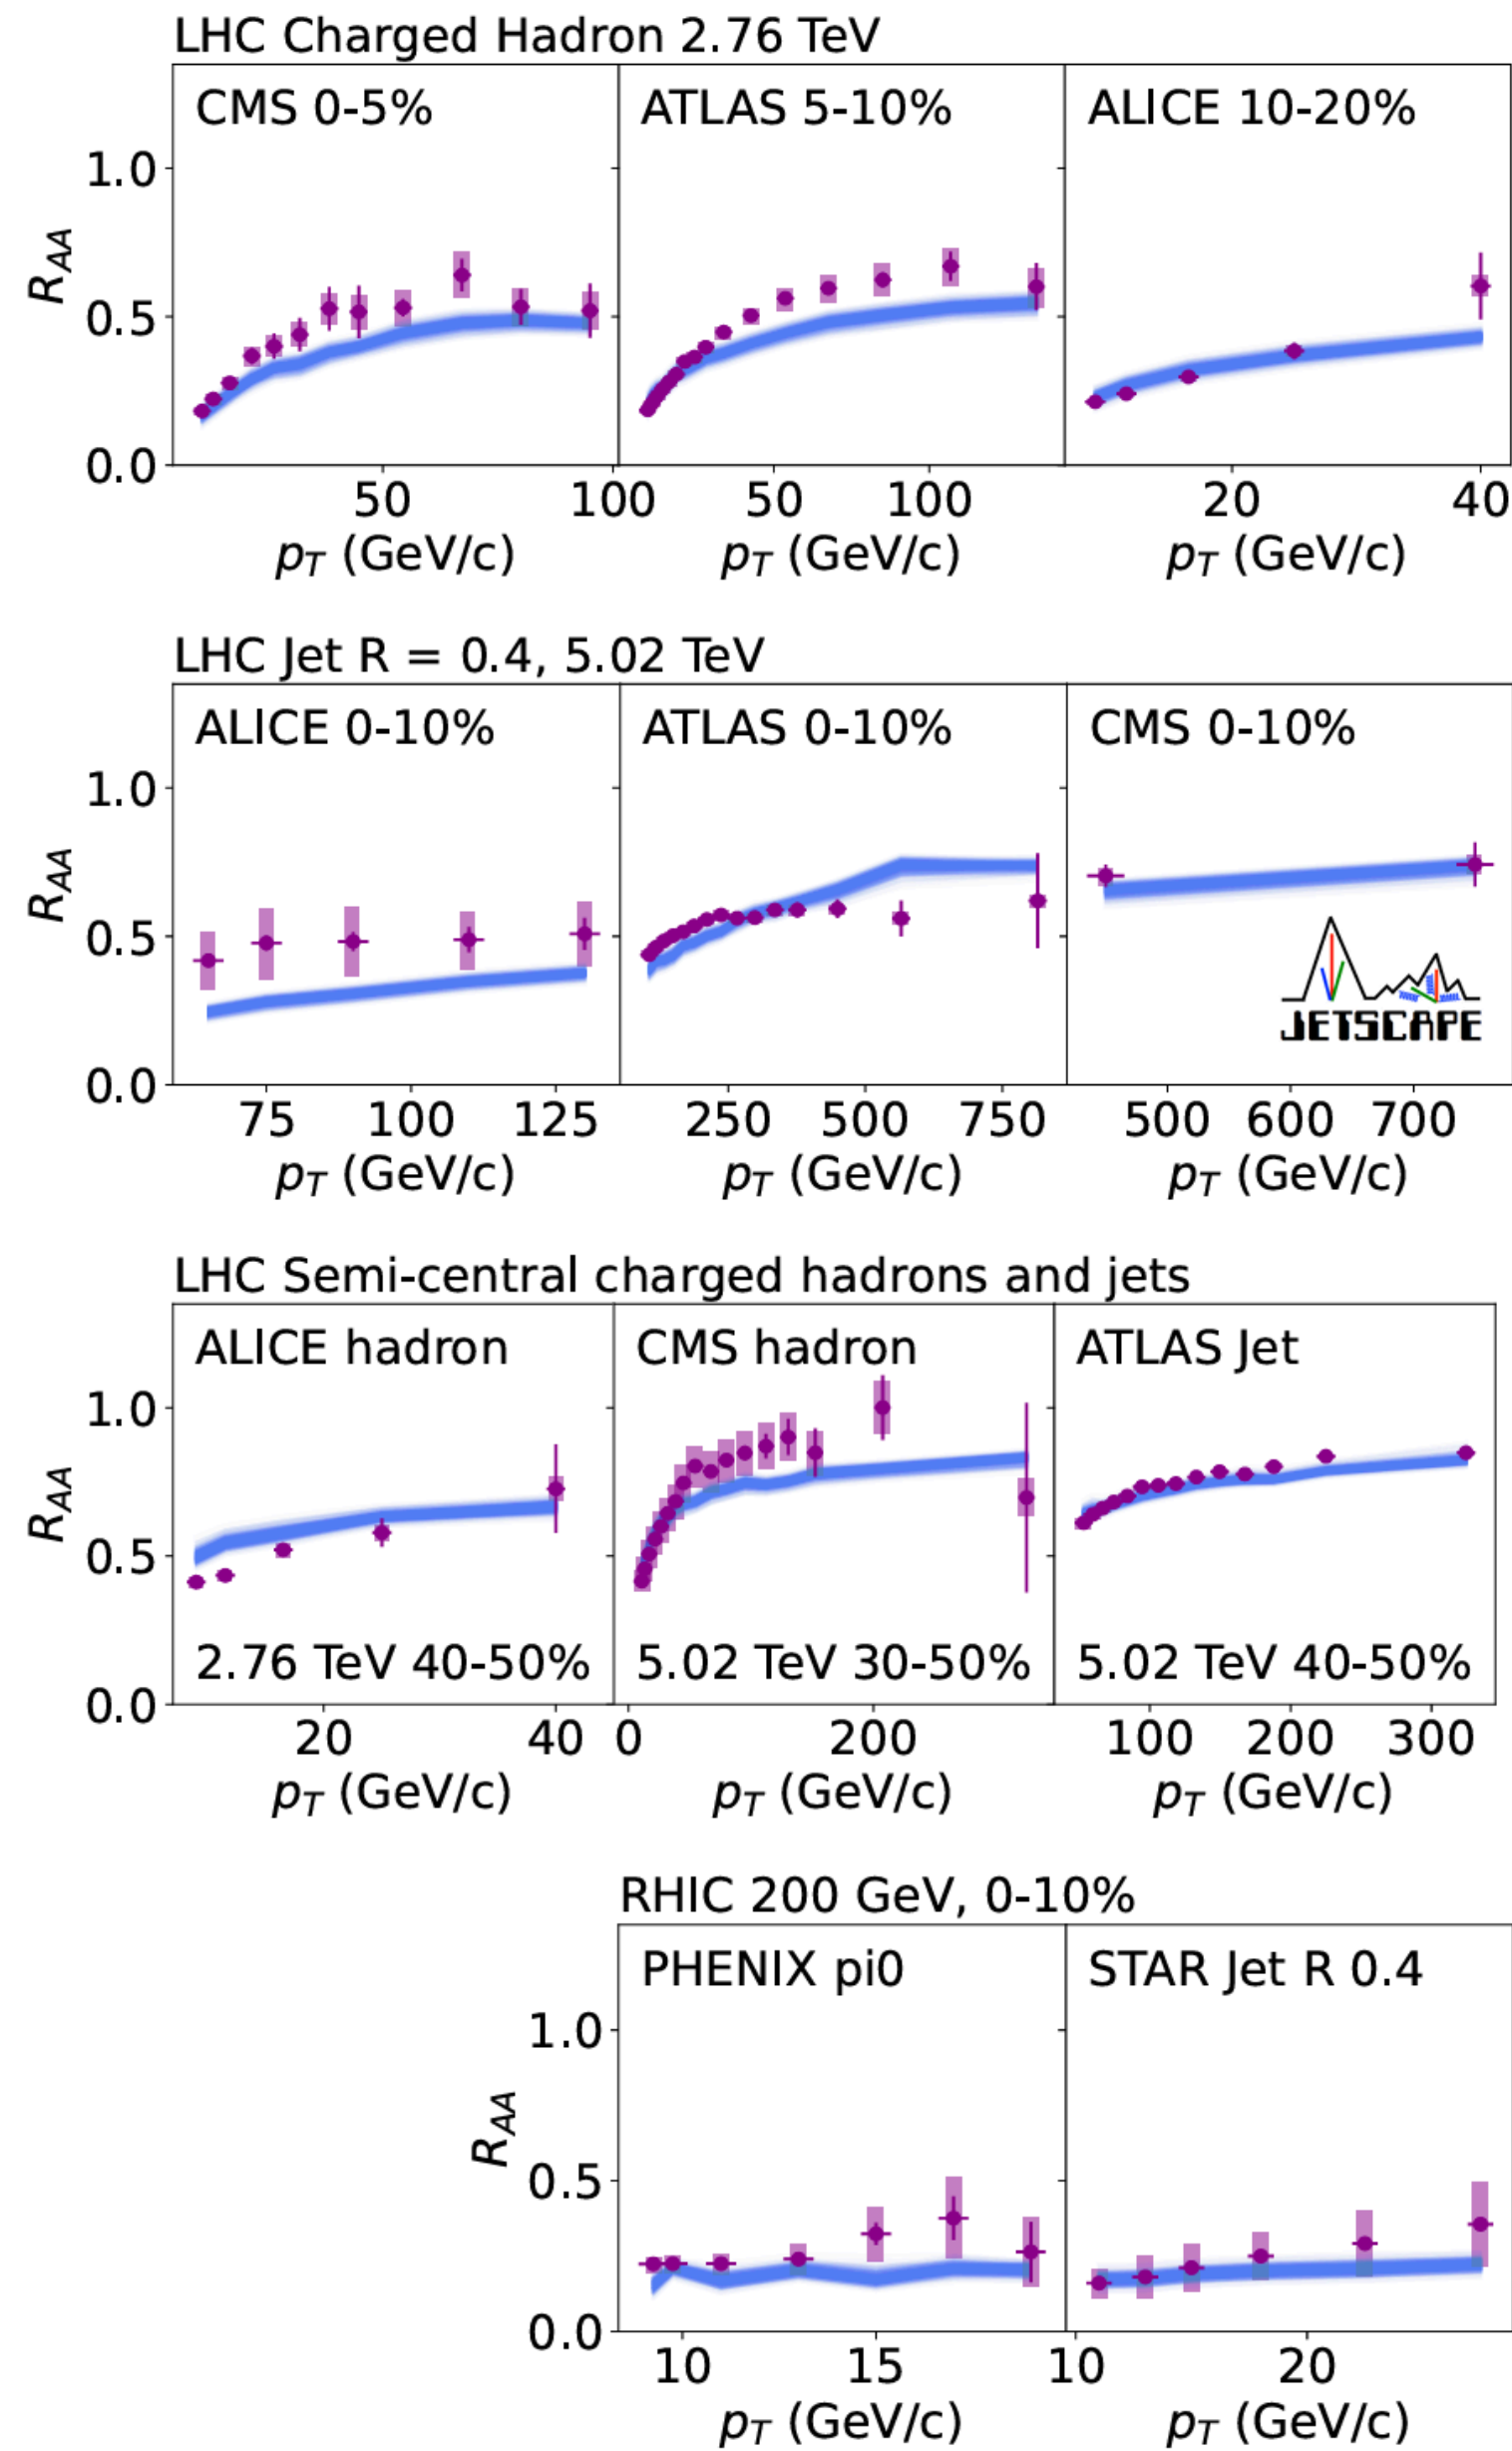 LHC Charged Hadron 2.76 TeV
CMS 0-5% ATLAS 5-10% ALICE 10-20%
1.0
R_AA
0.5
0.0
50 100 50 100 20 40
p_T (GeV/c) p_T (GeV/c) p_T (GeV/c)
LHC Jet R = 0.4, 5.02 TeV
ALICE 0-10% ATLAS 0-10% CMS 0-10%
1.0
R_AA
0.5
JETSCAPE
0.0
75 100 125 250 500 750 500 600 700
p_T (GeV/c) p_T (GeV/c) p_T (GeV/c)
LHC Semi-central charged hadrons and jets
ALICE hadron CMS hadron ATLAS Jet
1.0
R_AA
0.5
2.76 TeV 40-50% 5.02 TeV 30-50% 5.02 TeV 40-50%
0.0
20 40 0 200 100 200 300
p_T (GeV/c) p_T (GeV/c) p_T (GeV/c)
RHIC 200 GeV, 0-10%
PHENIX pi0 STAR Jet R 0.4
1.0
R_AA
0.5
0.0
10 15 10 20
p_T (GeV/c) p_T (GeV/c)